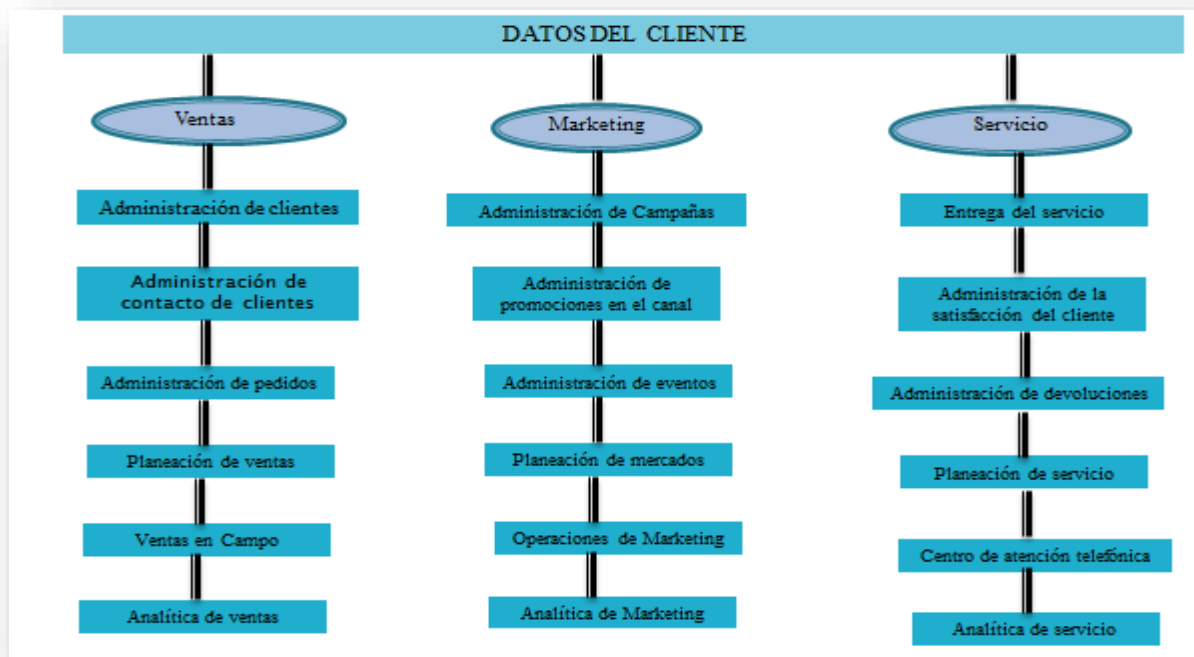 DATOS DEL CLIENTE
Ventas
Administración de clientes
Administración de
contacto de clientes
Administración de pedidos
Planeación de ventas
Ventas en Campo
Analítica de ventas
Marketing
Administración de Campañas
Administración de
promociones en el canal
Administración de eventos
Planeación de mercados
Operaciones de Marketing
Analítica de Marketing
Servicio
Entrega del servicio
Administración de la
satisfacción del cliente
Administración de devoluciones
Planeación de servicio
Centro de atención telefónica
Analítica de servicio